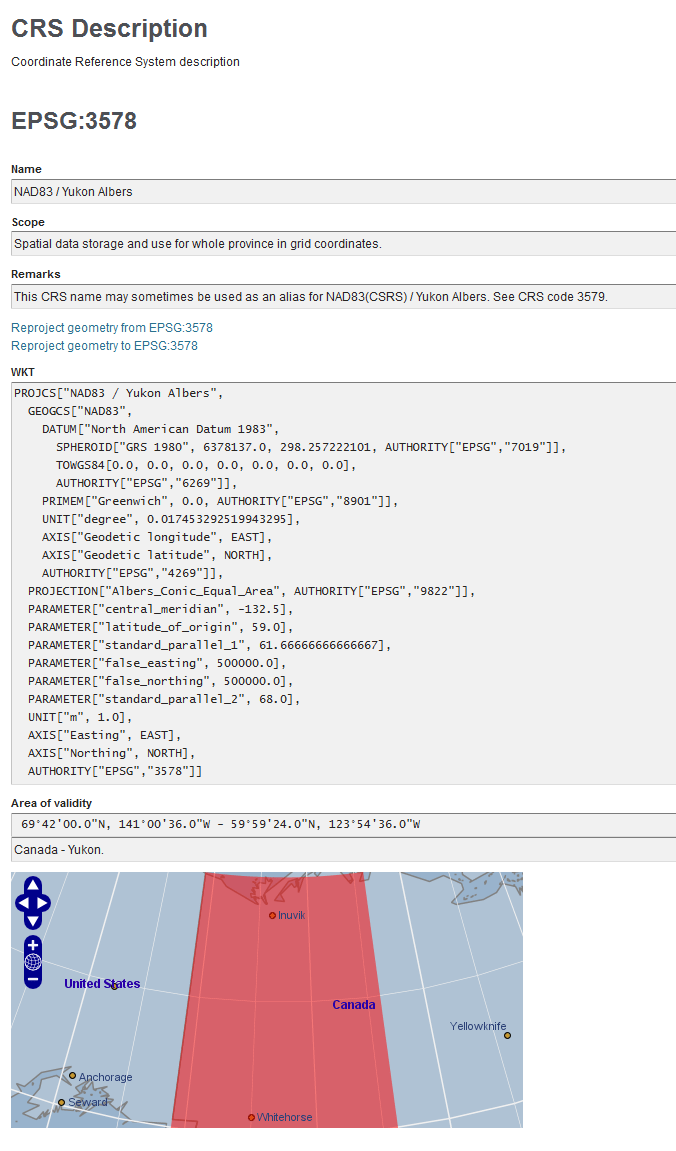 CRS Description
Coordinate Reference System description
EPSG:3578
Name
NAD83 / Yukon Albers
Scope
Spatial data storage and use for whole province in grid coordinates.
Remarks
This CRS name may sometimes be used as an alias for NAD83(CSRS) / Yukon Albers. See CRS code 3579.
Reproject geometry from EPSG:3578
Reproject geometry to EPSG:3578
WKT
PROJCS["NAD83 / Yukon Albers",
GEOGCS["NAD83",
DATUM["North American Datum 1983",
SPHEROID["GRS 1980", 6378137.0, 298.257222101, AUTHORITY["EPSG","7019"]],
TOWGS84[0.0, 0.0, 0.0, 0.0, 0.0, 0.0, 0.0],
AUTHORITY["EPSG","6269"]],
PRIMEM["Greenwich", 0.0, AUTHORITY["EPSG","8901"]],
UNIT["degree", 0.017453292519943295],
AXIS["Geodetic longitude", EAST],
AXIS["Geodetic latitude", NORTH],
AUTHORITY["EPSG","4269"]],
PROJECTION["Albers_Conic_Equal_Area", AUTHORITY["EPSG","9822"]],
PARAMETER["central_meridian", -132.5],
PARAMETER["latitude_of_origin", 59.0],
PARAMETER["standard_parallel_1", 61.66666666666667],
PARAMETER["false_easting", 500000.0],
PARAMETER["false_northing", 500000.0],
PARAMETER["standard_parallel_2", 68.0],
UNIT["m", 1.0],
AXIS["Easting", EAST],
AXIS["Northing", NORTH],
AUTHORITY["EPSG","3578"]]
Area of validity
69°42'00.0"N, 141°00'36.0"W - 59°59'24.0"N, 123°54'36.0"W
Canada - Yukon.
Inuvik
United States
Canada
Yellowknife
Anchorage
Seward
Whitehorse